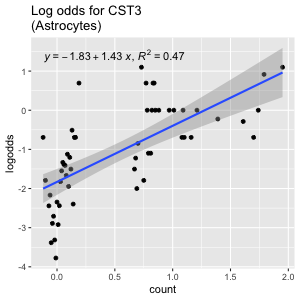 Log odds for CST3
(Astrocytes)
y = −1.83 + 1.43 x, R² = 0.47
1
0
-1
-2
-3
-4
0.0
0.5
1.0
1.5
2.0
count
logodds